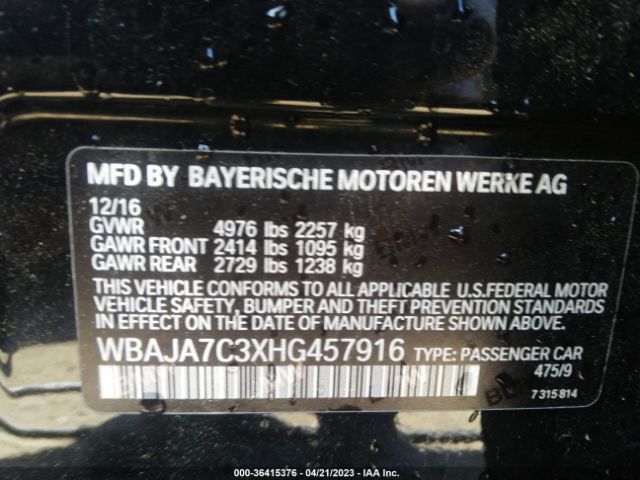 MFD BY BAYERISCHE MOTOREN WERKE AG
12/16
GVWR 4976 lbs 2257 kg
GAWR FRONT 2414 lbs 1095 kg
GAWR REAR 2729 lbs 1238 kg
THIS VEHICLE CONFORMS TO ALL APPLICABLE U.S.FEDERAL MOTOR
VEHICLE SAFETY, BUMPER AND THEFT PREVENTION STANDARDS
IN EFFECT ON THE DATE OF MANUFACTURE SHOWN ABOVE.
WBAJA7C3XHG457916 TYPE: PASSENGER CAR
475/9
7 315 814
000-36415376 - 04/21/2023 - IAA Inc.